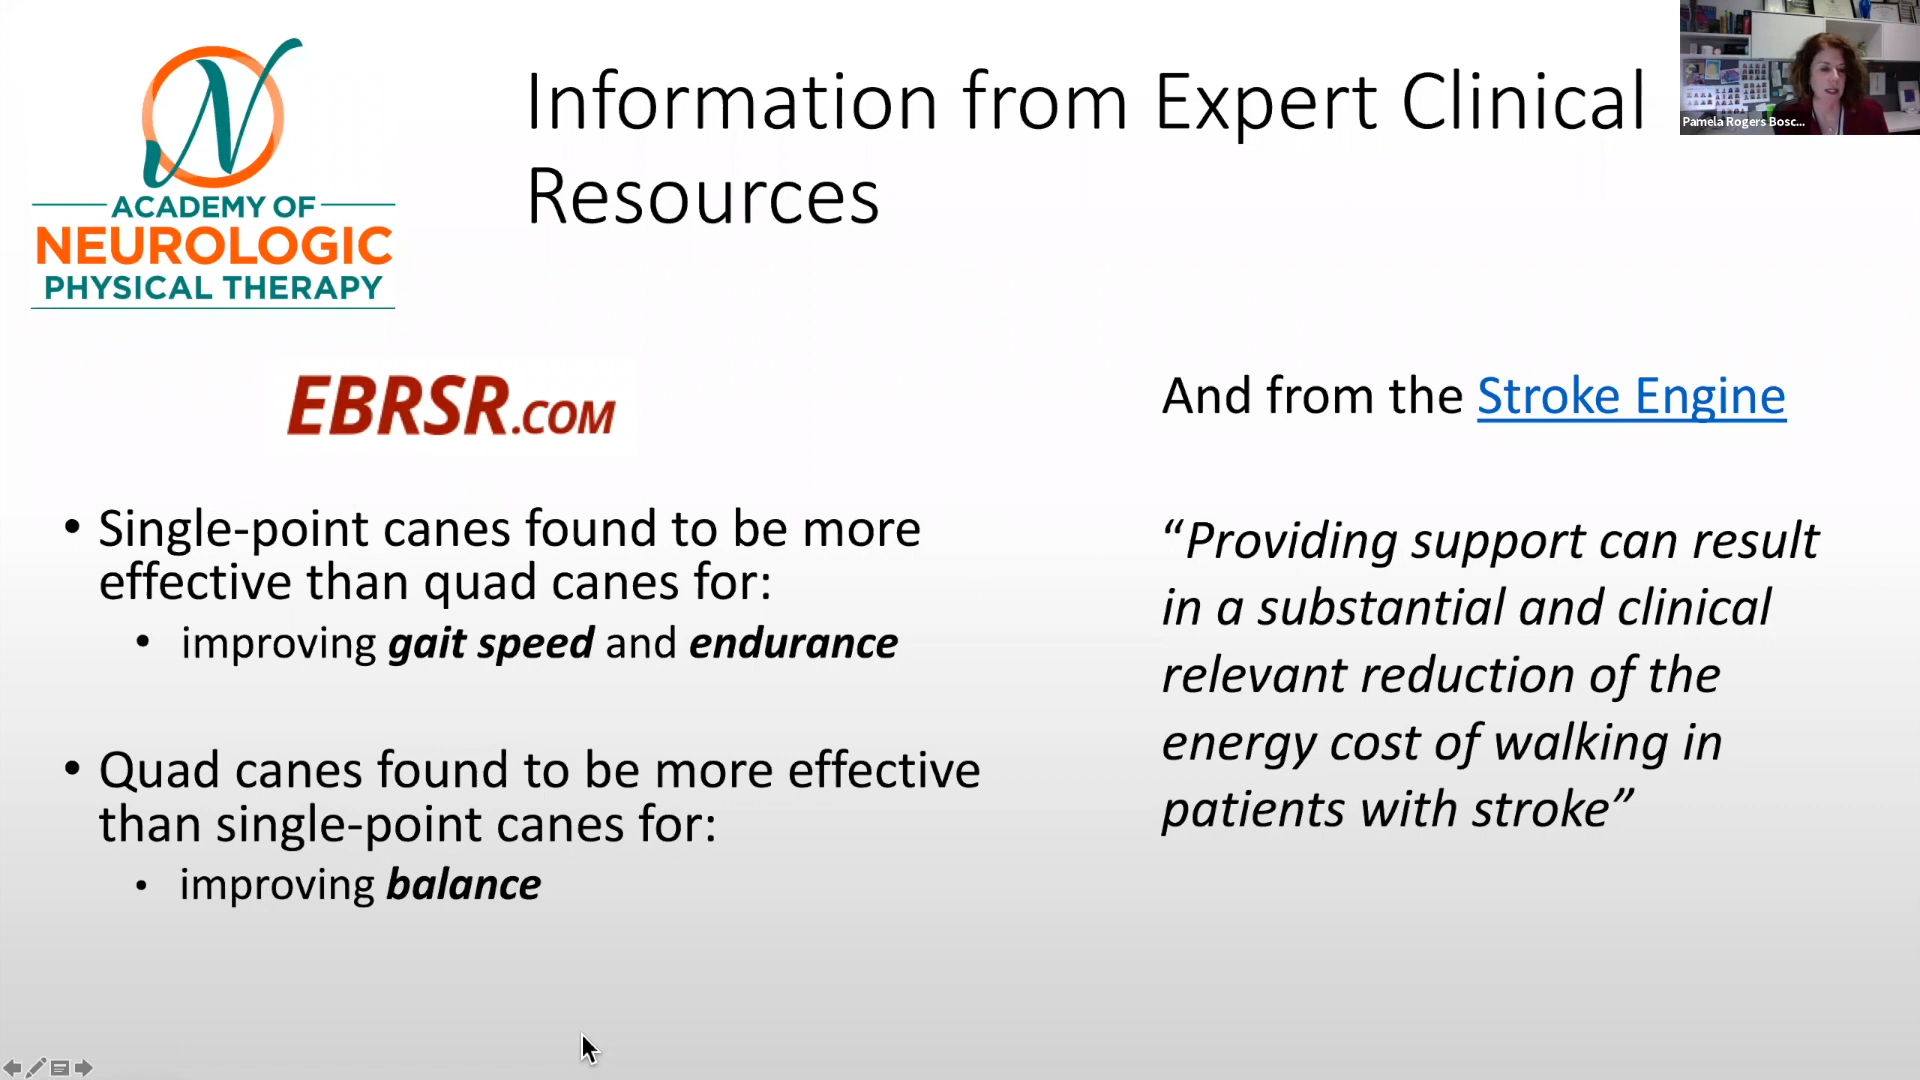 ACADEMY OF
NEUROLOGIC
PHYSICAL THERAPY
Information from Expert Clinical
Resources
Pamela Rogers Bosc...
EBRSR.COM
• Single-point canes found to be more
effective than quad canes for:
• improving gait speed and endurance
• Quad canes found to be more effective
than single-point canes for:
• improving balance
And from the Stroke Engine
“Providing support can result
in a substantial and clinical
relevant reduction of the
energy cost of walking in
patients with stroke”